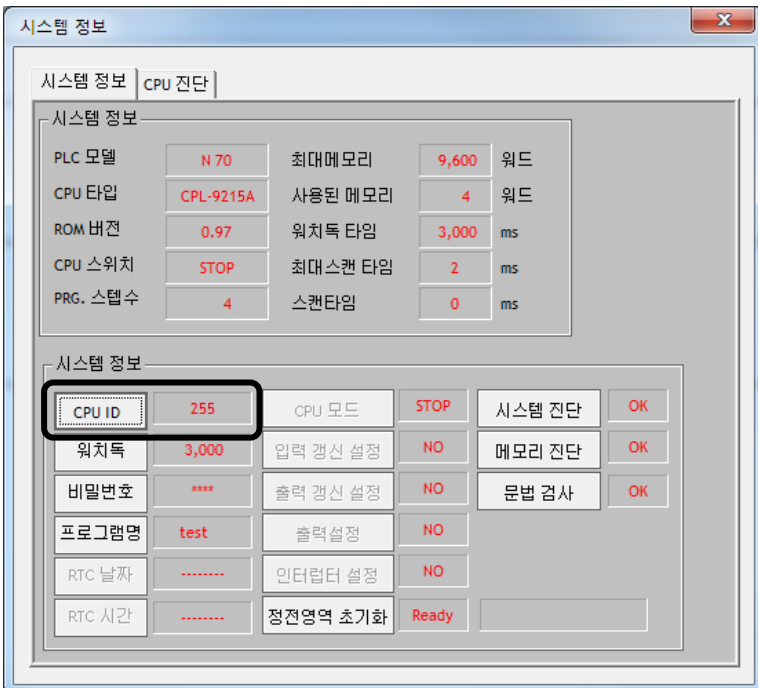 시스템 정보
시스템 정보 CPU 진단
시스템 정보
PLC 모델 N 70 최대메모리 9,600 워드
CPU 타입 CPL-9215A 사용된 메모리 4 워드
ROM 버전 0.97 워치독 타임 3,000 ms
CPU 스위치 STOP 최대스캔 타임 2 ms
PRG. 스텝수 4 스캔타임 0 ms
시스템 정보
CPU ID 255 CPU 모드 STOP 시스템 진단 OK
워치독 3,000 입력 갱신 설정 NO 메모리 진단 OK
비밀번호 **** 출력 갱신 설정 NO 문법 검사 OK
프로그램명 test 출력설정 NO
RTC 날짜 -------- 인터럽터 설정 NO
RTC 시간 -------- 정전영역 초기화 Ready